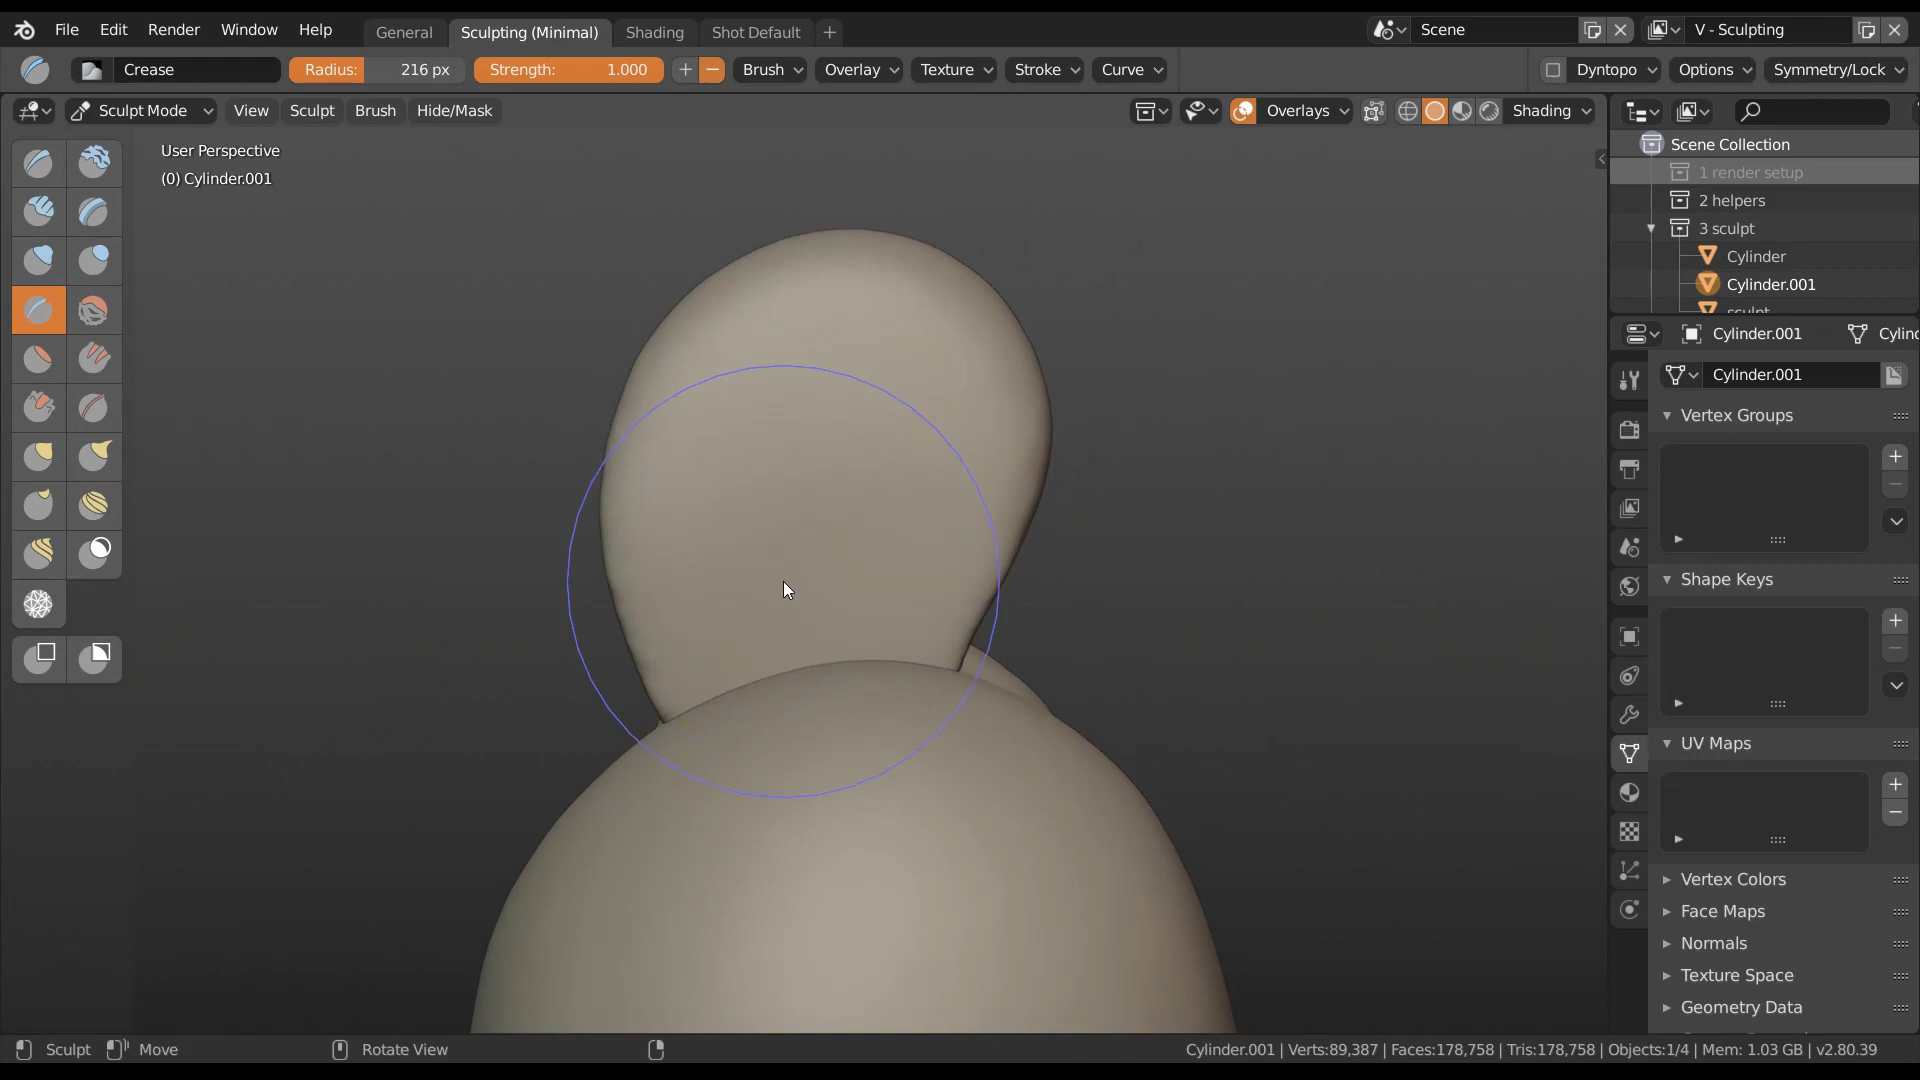 File Edit Render Window Help General Sculpting (Minimal) Shading Shot Default + Scene V - Sculpting
Crease Radius: 216 px Strength: 1.000 Brush Overlay Texture Stroke Curve Dyntopo Options Symmetry/Lock
Sculpt Mode View Sculpt Brush Hide/Mask Overlays Shading
User Perspective
(0) Cylinder.001
Scene Collection
1 render setup
2 helpers
3 sculpt
Cylinder
Cylinder.001
sculpt
Cylinder.001 Cylin
Cylinder.001
Vertex Groups
Shape Keys
UV Maps
Vertex Colors
Face Maps
Normals
Texture Space
Geometry Data
Sculpt Move Rotate View Cylinder.001 | Verts:89,387 | Faces:178,758 | Tris:178,758 | Objects:1/4 | Mem: 1.03 GB | v2.80.39